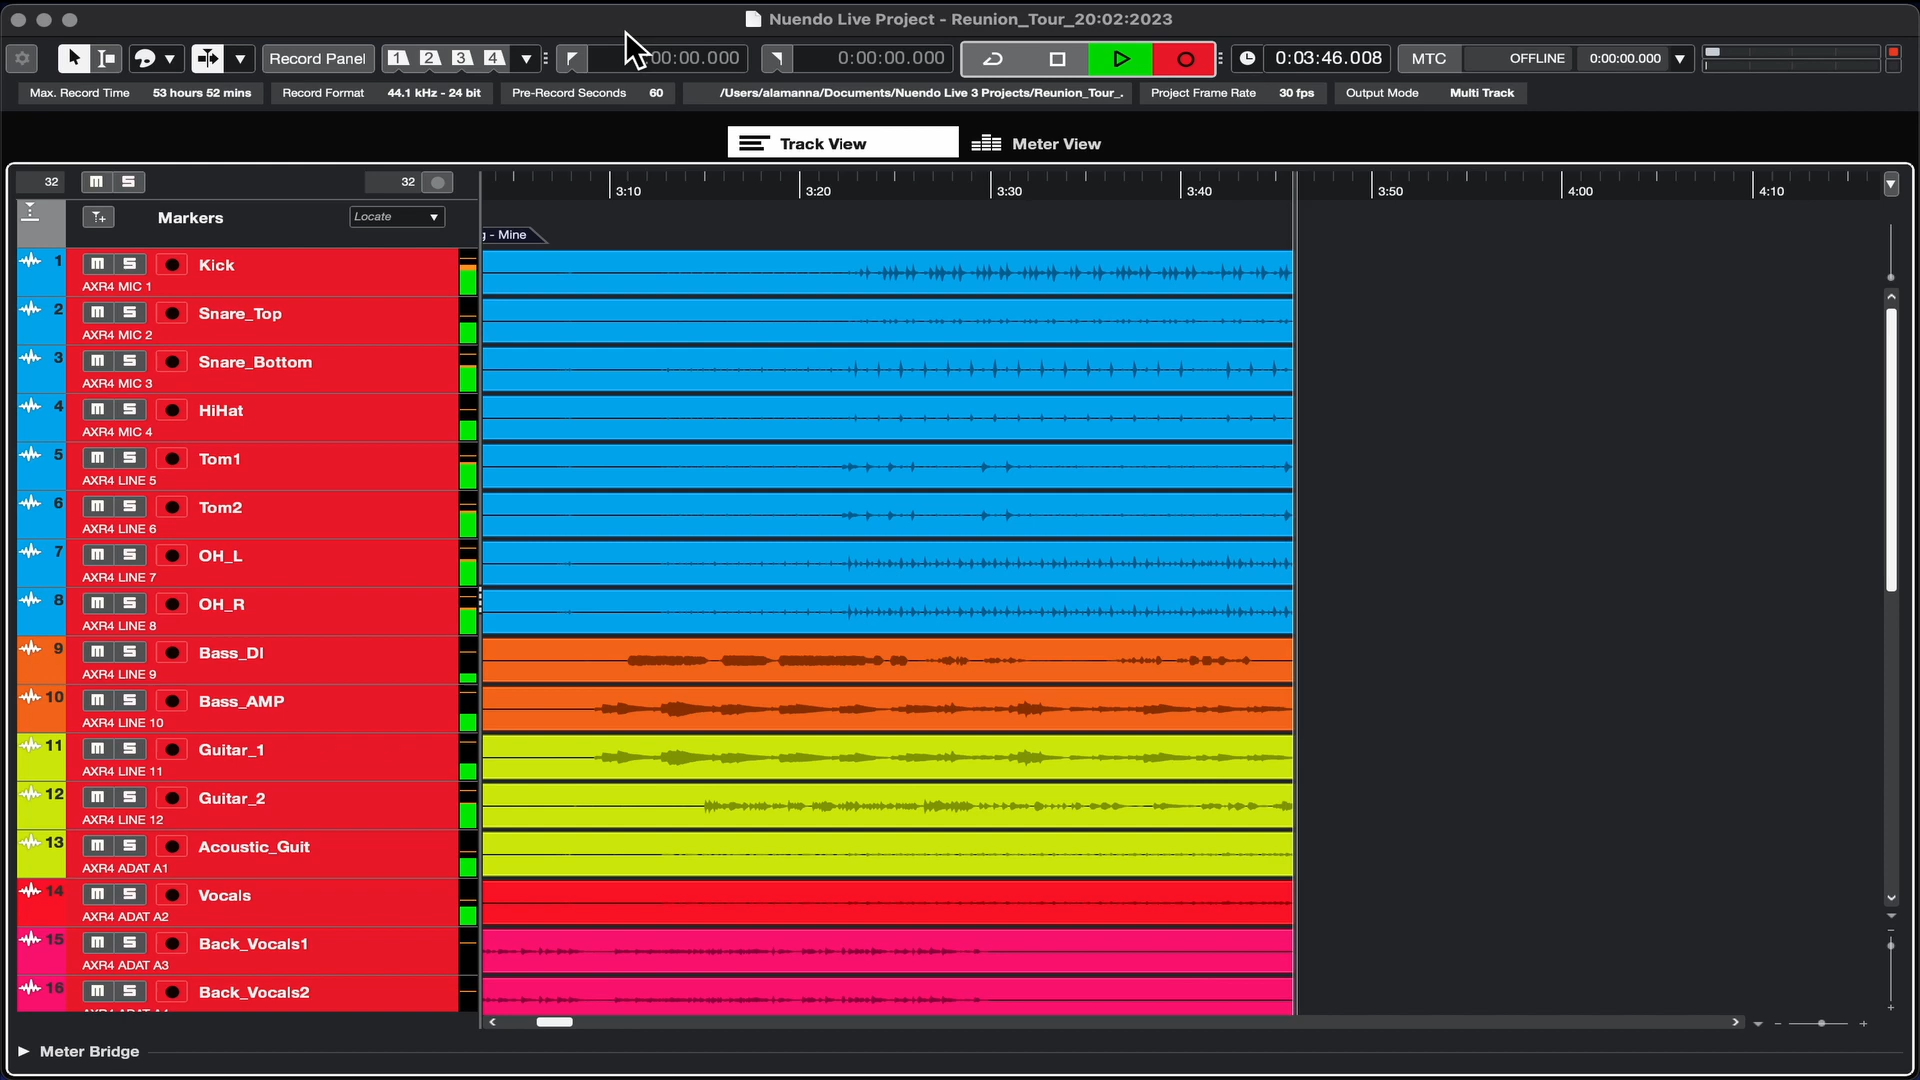 Nuendo Live Project - Reunion_Tour_20:02:2023
Record Panel 1 2 3 4 00:00.000 0:00:00.000 0:03:46.008 MTC OFFLINE 0:00:00.000
Max. Record Time 53 hours 52 mins Record Format 44.1 kHz - 24 bit Pre-Record Seconds 60 /Users/alamanna/Documents/Nuendo Live 3 Projects/Reunion_Tour_. Project Frame Rate 30 fps Output Mode Multi Track
Track View Meter View
32 M S 32 3:10 3:20 3:30 3:40 3:50 4:00 4:10
Markers Locate
g - Mine
1 M S Kick
AXR4 MIC 1
2 M S Snare_Top
AXR4 MIC 2
3 M S Snare_Bottom
AXR4 MIC 3
4 M S HiHat
AXR4 MIC 4
5 M S Tom1
AXR4 LINE 5
6 M S Tom2
AXR4 LINE 6
7 M S OH_L
AXR4 LINE 7
8 M S OH_R
AXR4 LINE 8
9 M S Bass_DI
AXR4 LINE 9
10 M S Bass_AMP
AXR4 LINE 10
11 M S Guitar_1
AXR4 LINE 11
12 M S Guitar_2
AXR4 LINE 12
13 M S Acoustic_Guit
AXR4 ADAT A1
14 M S Vocals
AXR4 ADAT A2
15 M S Back_Vocals1
AXR4 ADAT A3
16 M S Back_Vocals2
Meter Bridge